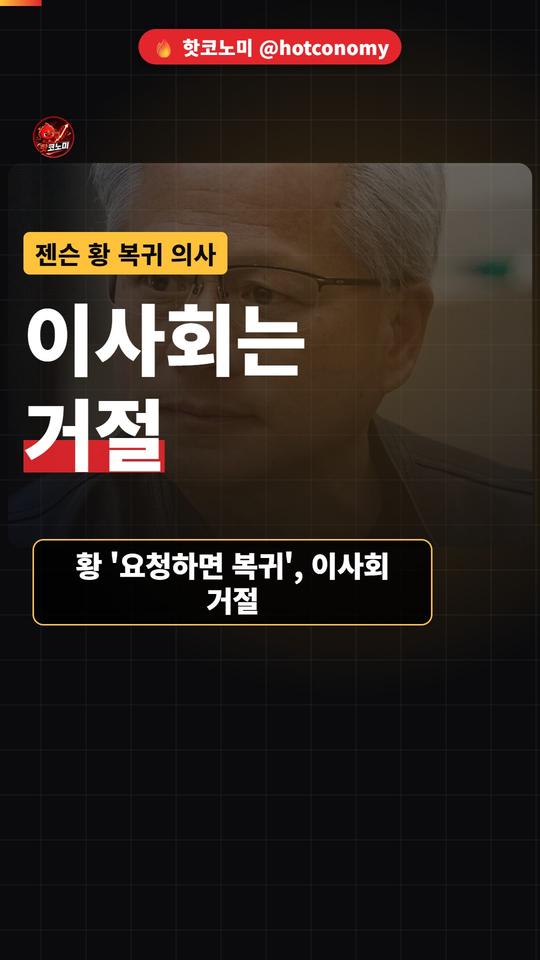 🔥 핫코노미 @hotconomy
핫코노미
젠슨 황 복귀 의사
이사회는
거절
황 '요청하면 복귀', 이사회
거절